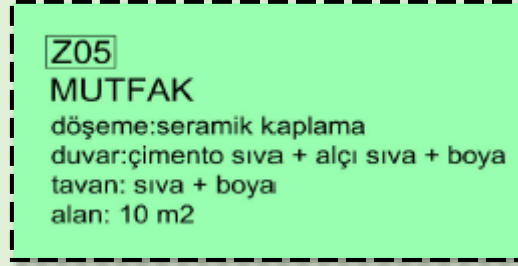 Z05
MUTFAK
döşeme:seramik kaplama
duvar:çimento sıva + alçı sıva + boya
tavan: sıva + boya
alan: 10 m2